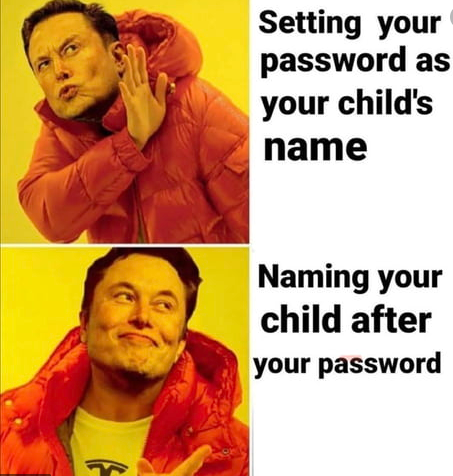 Setting your
password as
your child's
name
Naming your
child after
your password